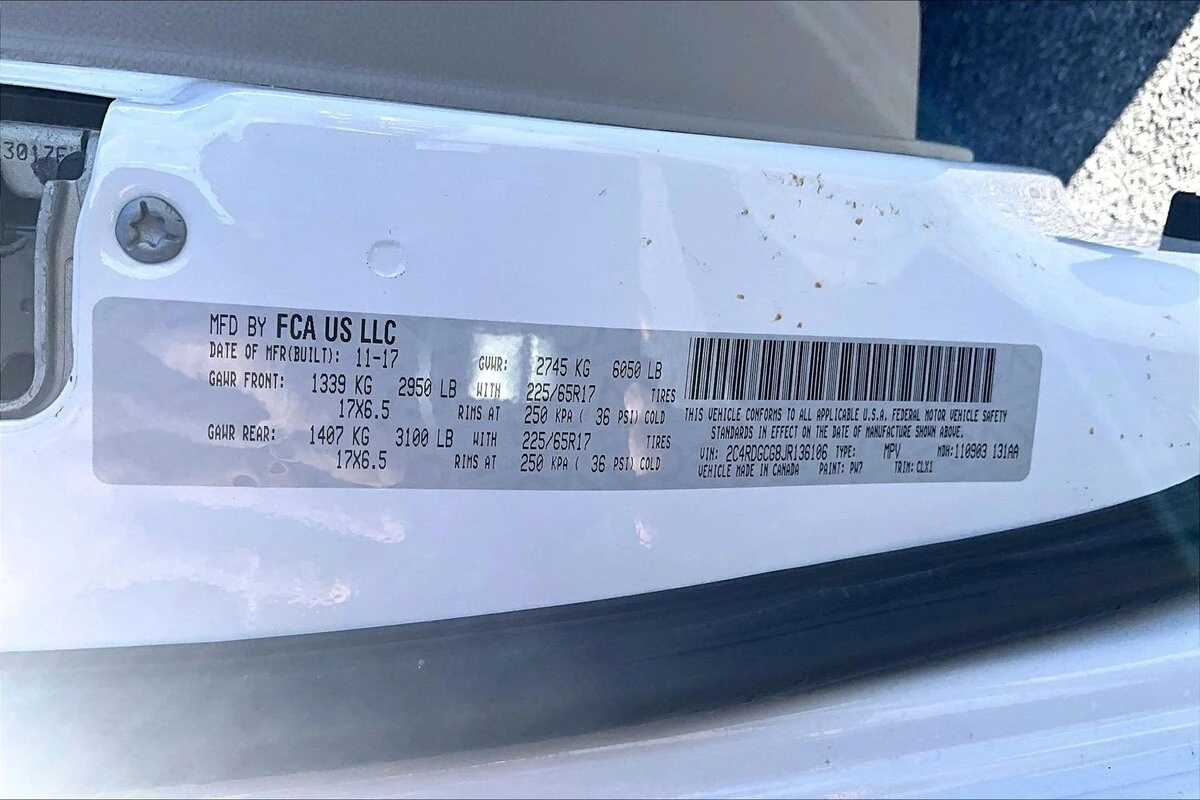 3017E
MFD BY FCA US LLC
DATE OF MFR(BUILT): 11-17 GVWR: 2745 KG 6050 LB
GAWR FRONT: 1339 KG 2950 LB WITH 225/65R17 TIRES
17X6.5 RIMS AT 250 KPA ( 36 PSI) COLD
GAWR REAR: 1407 KG 3100 LB WITH 225/65R17 TIRES
17X6.5 RIMS AT 250 KPA ( 36 PSI) COLD
THIS VEHICLE CONFORMS TO ALL APPLICABLE U.S.A. FEDERAL MOTOR VEHICLE SAFETY
STANDARDS IN EFFECT ON THE DATE OF MANUFACTURE SHOWN ABOVE.
VIN: 2C4RDGCG8JR136106 TYPE: MPV MDH: 110903 131AA
VEHICLE MADE IN CANADA PAINT: PW7 TRIM: CLX1